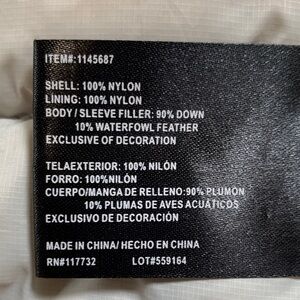 ITEM#:1145687
SHELL: 100% NYLON
LINING: 100% NYLON
BODY / SLEEVE FILLER: 90% DOWN
10% WATERFOWL FEATHER
EXCLUSIVE OF DECORATION
TELAEXTERIOR: 100% NILÓN
FORRO: 100%NILÓN
CUERPO/MANGA DE RELLENO:90% PLUMÓN
10% PLUMAS DE AVES ACUÁTICOS
EXCLUSIVO DE DECORACIÓN
MADE IN CHINA/ HECHO EN CHINA
RN#117732 LOT#559164